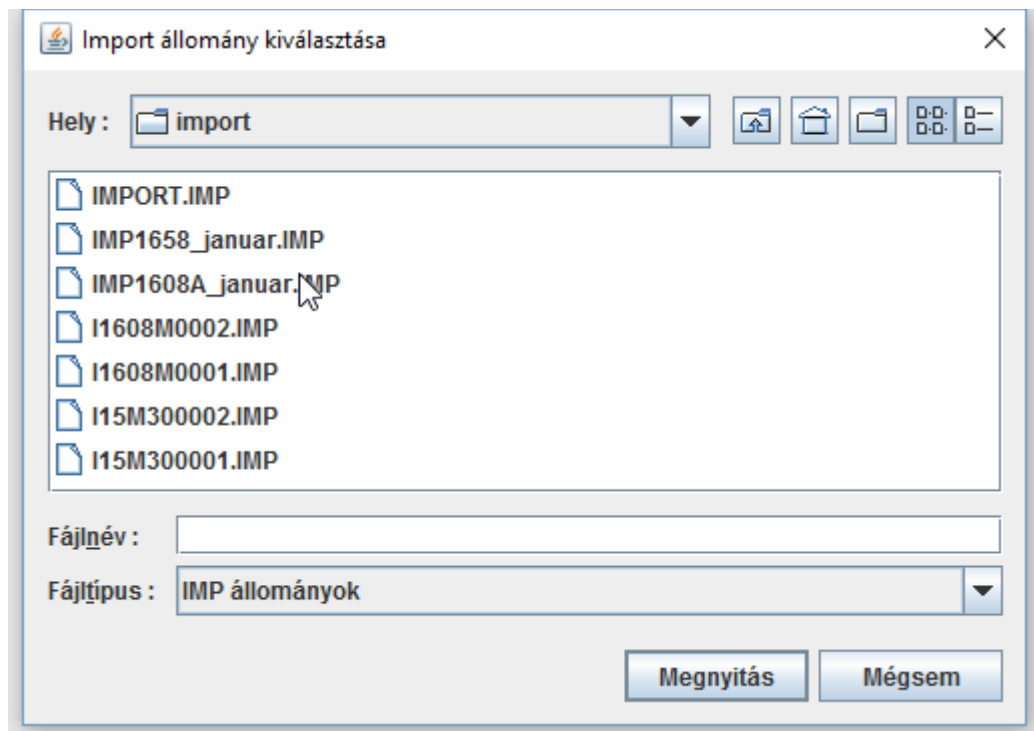 Import állomány kiválasztása
Hely : import
IMPORT.IMP
IMP1658_januar.IMP
IMP1608A_januar.IMP
I1608M0002.IMP
I1608M0001.IMP
I15M300002.IMP
I15M300001.IMP
Fájlnév :
Fájltípus : IMP állományok
Megnyitás Mégsem